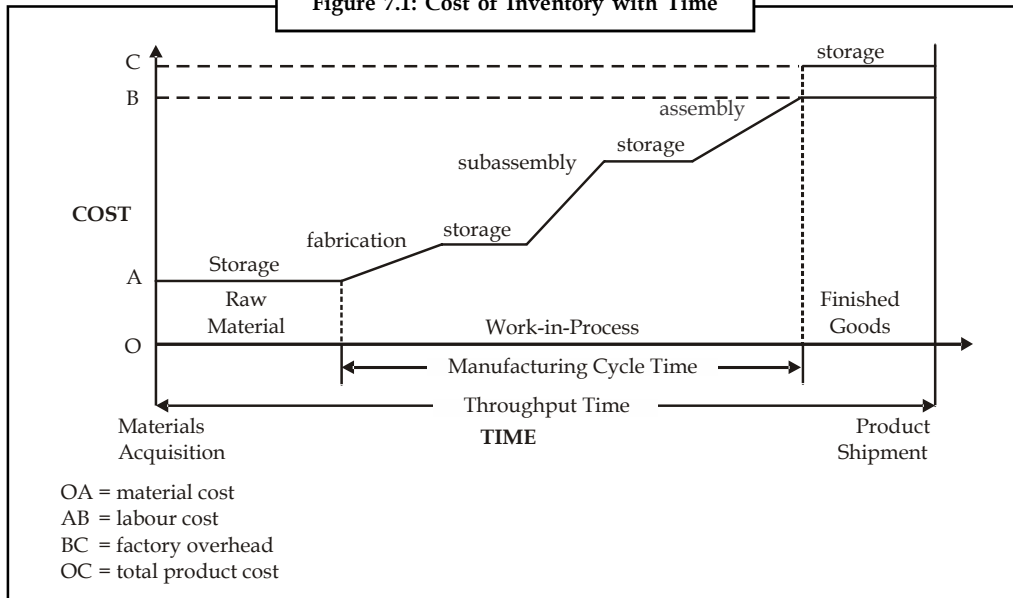 Figure 7.1: Cost of Inventory with Time
C
storage
B
assembly
storage
subassembly
COST
storage
fabrication
Storage
A
Raw
Material
Finished
Goods
Work-in-Process
O
Manufacturing Cycle Time
Throughput Time
Materials
Acquisition
TIME
Product
Shipment
OA = material cost
AB = labour cost
BC = factory overhead
OC = total product cost